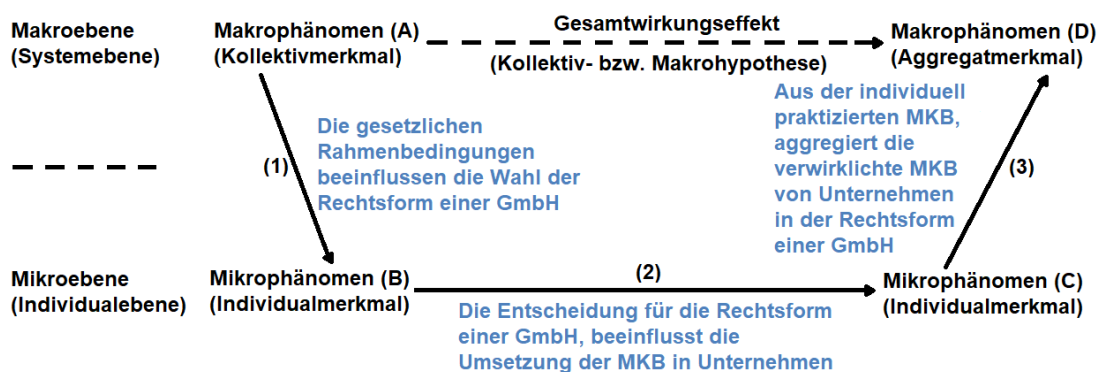 Makroebene
(Systemebene)
Makrophänomen (A)
(Kollektivmerkmal)
Gesamtwirkungseffekt
(Kollektiv- bzw. Makrohypothese)
Makrophänomen (D)
(Aggregatmerkmal)
(1)
Die gesetzlichen
Rahmenbedingungen
beeinflussen die Wahl der
Rechtsform einer GmbH
Aus der individuell
praktizierten MKB,
aggregiert die
verwirklichte MKB
von Unternehmen
in der Rechtsform
einer GmbH
(3)
Mikroebene
(Individualebene)
Mikrophänomen (B)
(Individualmerkmal)
(2)
Die Entscheidung für die Rechtsform
einer GmbH, beeinflusst die
Umsetzung der MKB in Unternehmen
Mikrophänomen (C)
(Individualmerkmal)